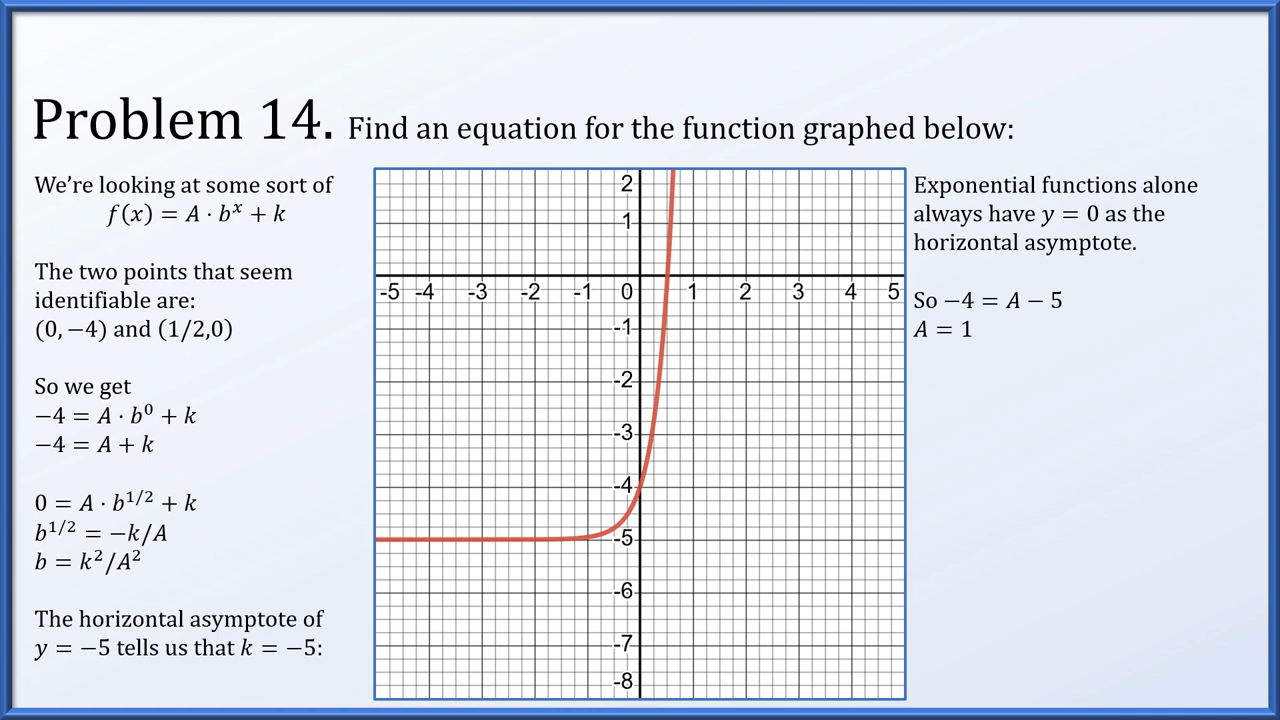 Problem 14. Find an equation for the function graphed below:
We’re looking at some sort of
f(x) = A · bˣ + k
The two points that seem
identifiable are:
(0, −4) and (1/2,0)
So we get
−4 = A · b⁰ + k
−4 = A + k
0 = A · b^{1/2} + k
b^{1/2} = −k/A
b = k²/A²
The horizontal asymptote of
y = −5 tells us that k = −5:
2
1
-5 -4 -3 -2 -1 0 1 2 3 4 5
-1
-2
-3
-4
-5
-6
-7
-8
Exponential functions alone
always have y = 0 as the
horizontal asymptote.
So −4 = A − 5
A = 1